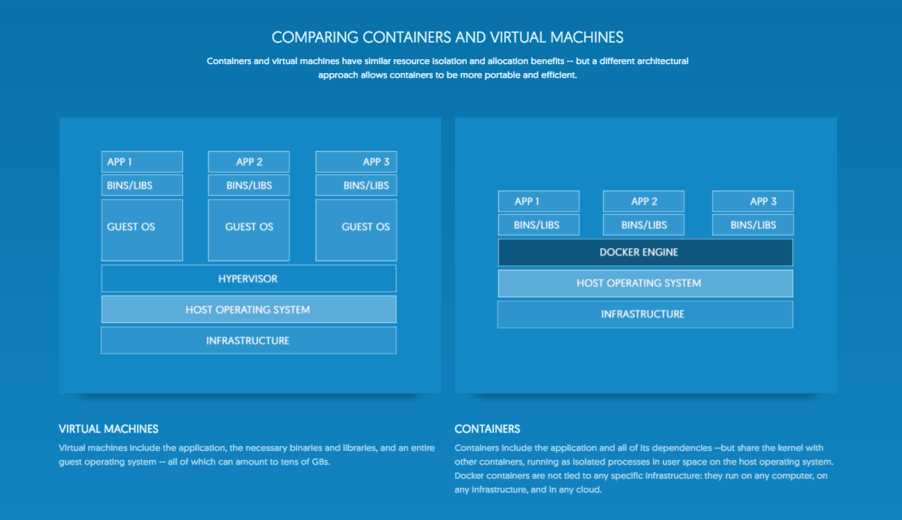 COMPARING CONTAINERS AND VIRTUAL MACHINES
Containers and virtual machines have similar resource isolation and allocation benefits -- but a different architectural
approach allows containers to be more portable and efficient.
APP 1
APP 2
APP 3
BINS/LIBS
BINS/LIBS
BINS/LIBS
GUEST OS
GUEST OS
GUEST OS
HYPERVISOR
HOST OPERATING SYSTEM
INFRASTRUCTURE
APP 1
APP 2
APP 3
BINS/LIBS
BINS/LIBS
BINS/LIBS
DOCKER ENGINE
HOST OPERATING SYSTEM
INFRASTRUCTURE
VIRTUAL MACHINES
Virtual machines include the application, the necessary binaries and libraries, and an entire
guest operating system -- all of which can amount to tens of GBs.
CONTAINERS
Containers include the application and all of its dependencies --but share the kernel with
other containers, running as isolated processes in user space on the host operating system.
Docker containers are not tied to any specific infrastructure: they run on any computer, on
any infrastructure, and in any cloud.